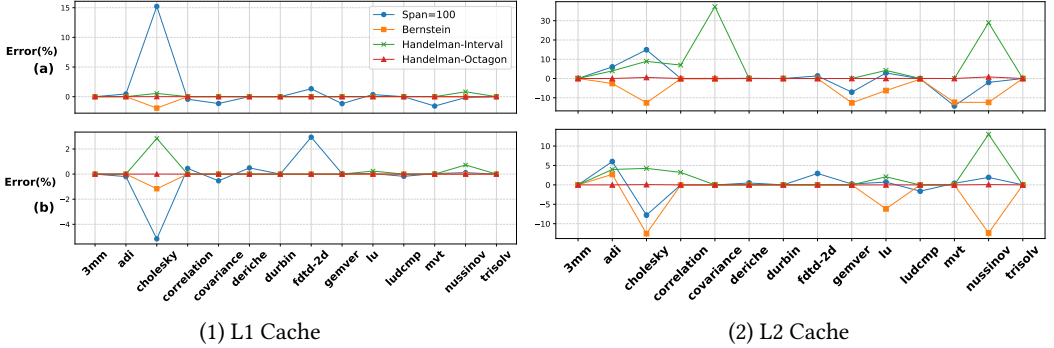 15
10
5
0
Error(%)
(a)
Span=100
Bernstein
Handelman-Interval
Handelman-Octagon
30
20
10
0
−10
2
0
−2
−4
Error(%)
(b)
10
5
0
−5
−10
3mm
adi
cholesky
correlation
covariance
deriche
durbin
fdtd-2d
gemver
lu
ludcmp
mvt
nussinov
trisolv
3mm
adi
cholesky
correlation
covariance
deriche
durbin
fdtd-2d
gemver
lu
ludcmp
mvt
nussinov
trisolv
(1) L1 Cache
(2) L2 Cache